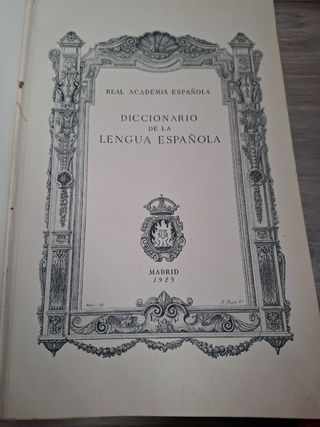 REAL ACADEMIA ESPAÑOLA
DICCIONARIO
DE LA
LENGUA ESPAÑOLA
MADRID
1925